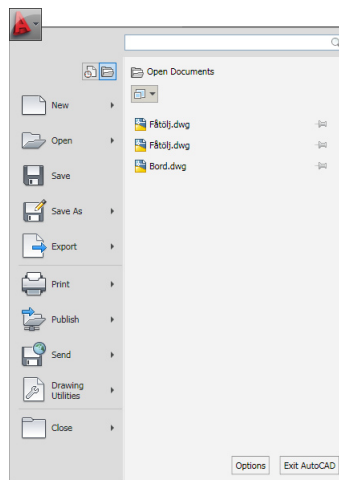 Open Documents
New
Open
Save
Save As
Export
Print
Publish
Send
Drawing
Utilities
Close
Fåtölj.dwg
Fåtölj.dwg
Bord.dwg
Options
Exit AutoCAD